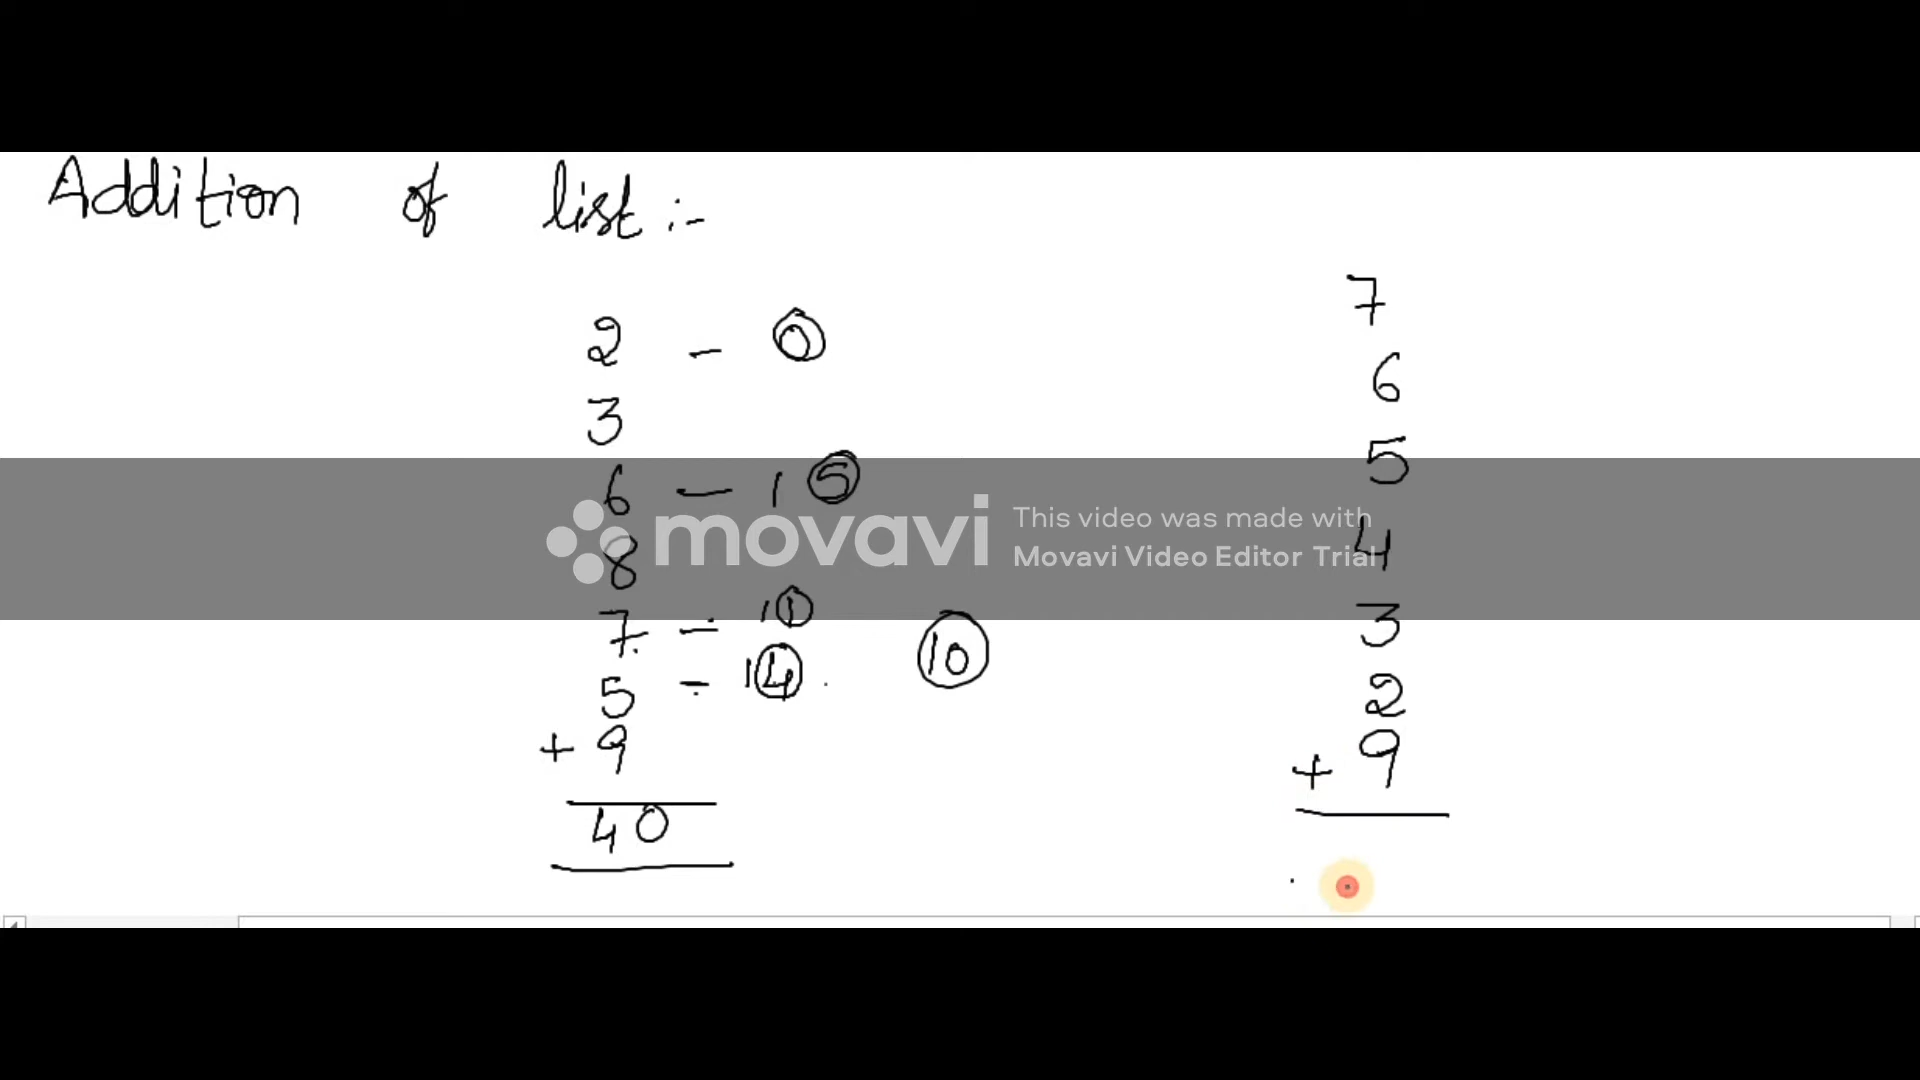 Addition of list :-
2 - 0
3
6 - 15
8
7 - 11
5 - 14 10
+ 9
40
7
6
5
4
3
2
+ 9
movavi
This video was made with
Movavi Video Editor Trial